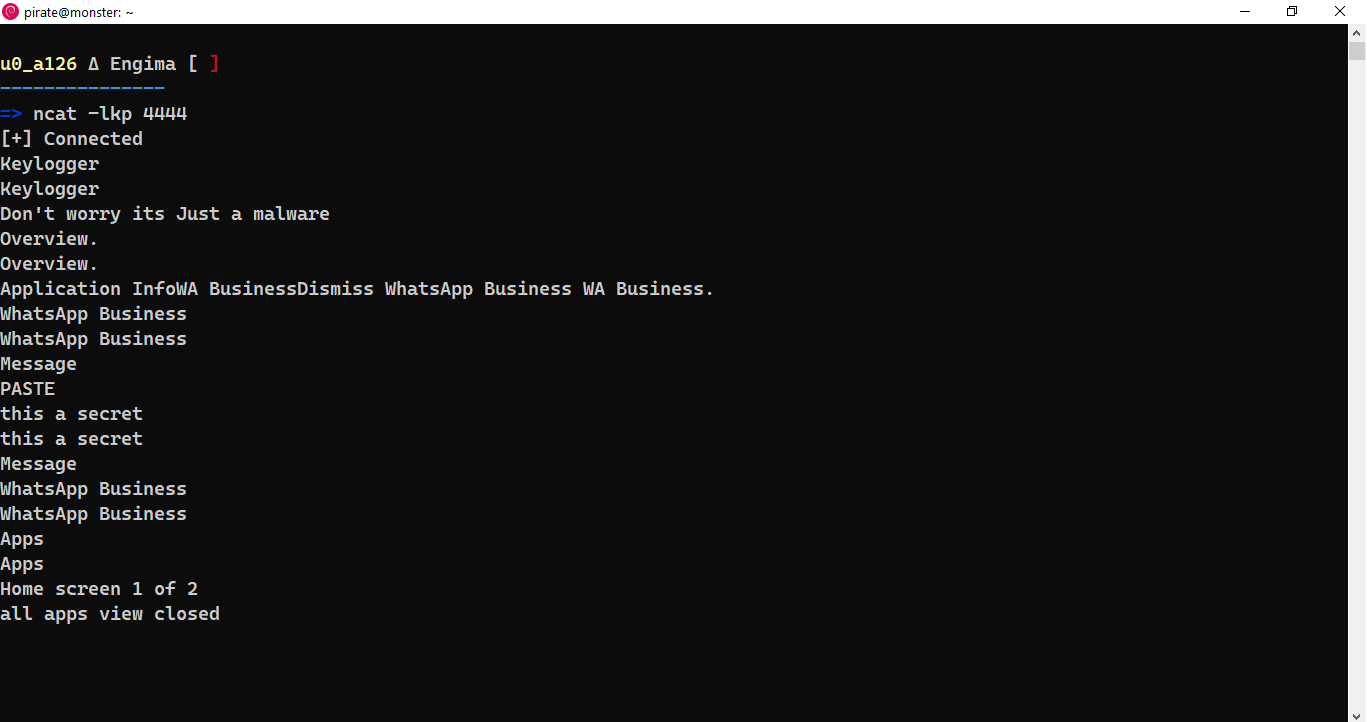 pirate@monster: ~
u0_a126 Δ Engima [ ]
---------------
=> ncat -lkp 4444
[+] Connected
Keylogger
Keylogger
Don't worry its Just a malware
Overview.
Overview.
Application InfoWA BusinessDismiss WhatsApp Business WA Business.
WhatsApp Business
WhatsApp Business
Message
PASTE
this a secret
this a secret
Message
WhatsApp Business
WhatsApp Business
Apps
Apps
Home screen 1 of 2
all apps view closed